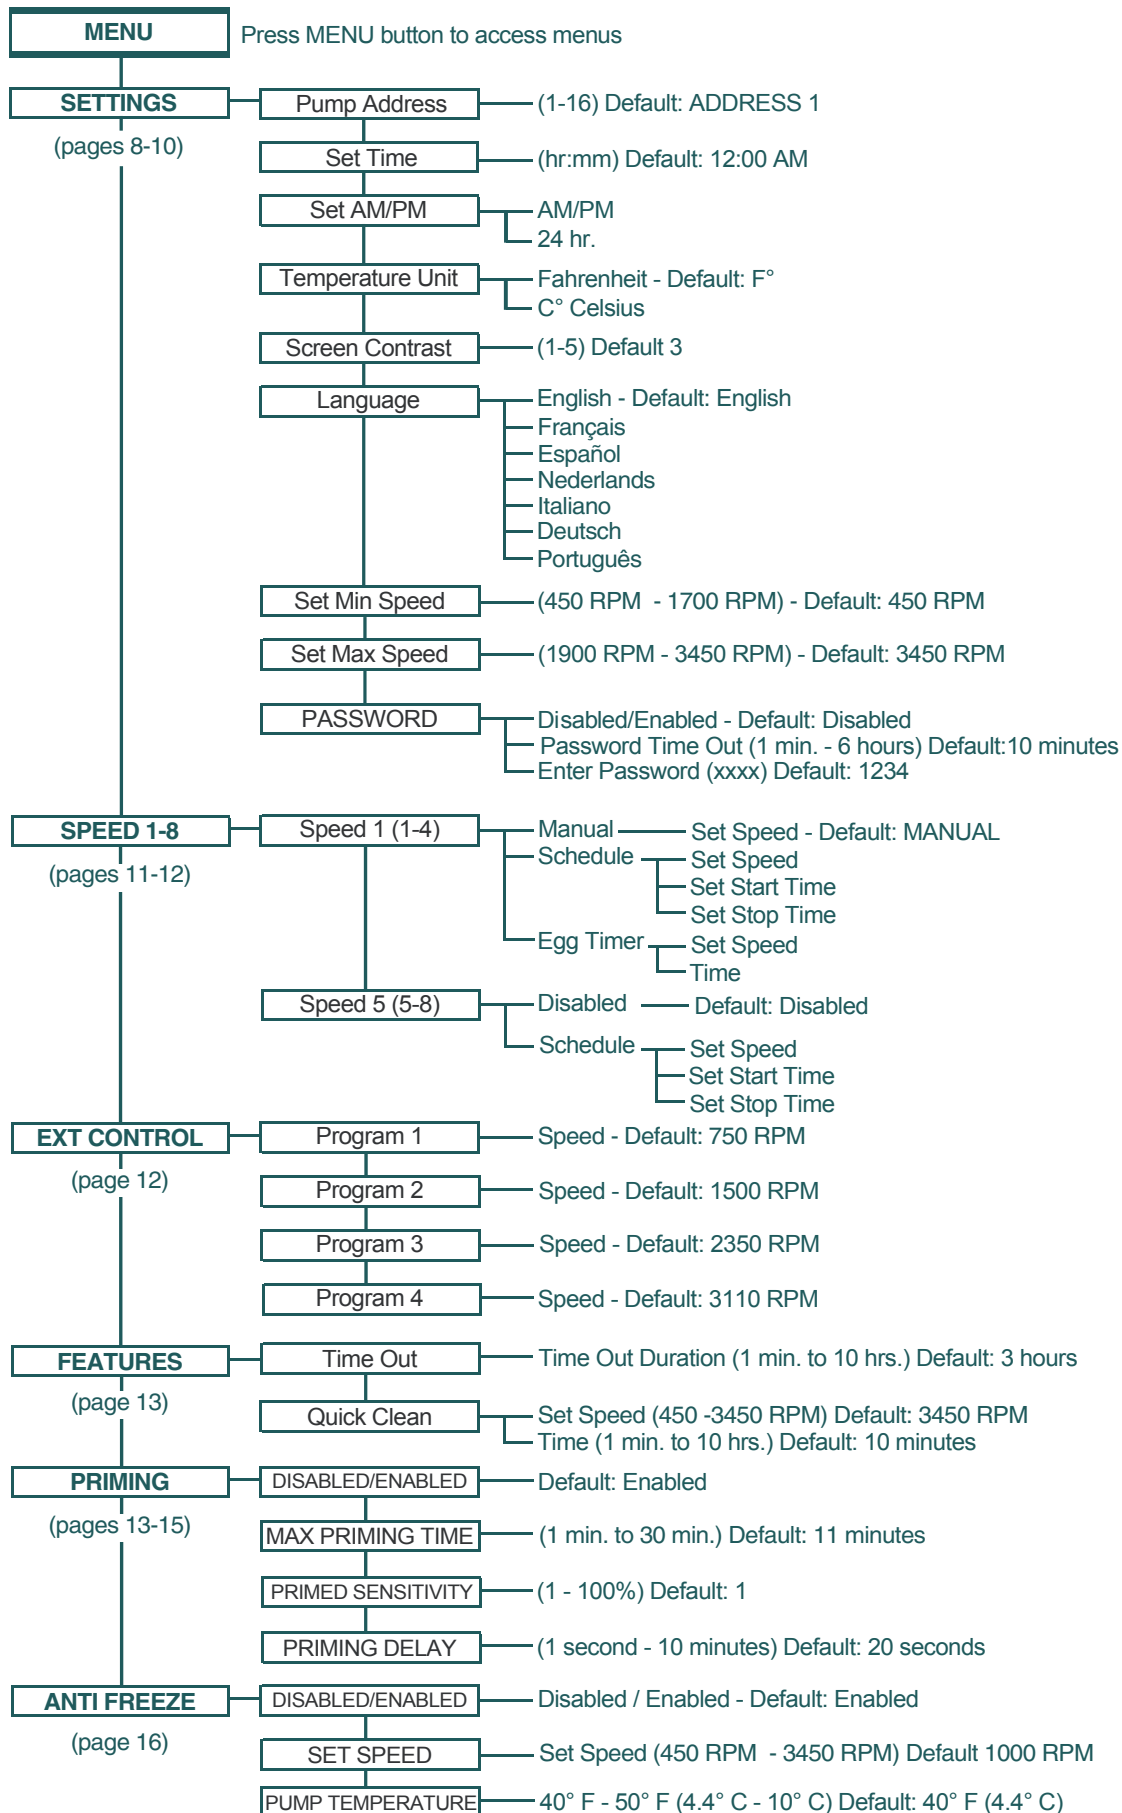 MENU
Press MENU button to access menus
SETTINGS
(pages 8-10)
Pump Address
(1-16) Default: ADDRESS 1
Set Time
(hr:mm) Default: 12:00 AM
Set AM/PM
AM/PM
24 hr.
Temperature Unit
Fahrenheit - Default: F°
C° Celsius
Screen Contrast
(1-5) Default 3
Language
English - Default: English
Français
Español
Nederlands
Italiano
Deutsch
Português
Set Min Speed
(450 RPM  - 1700 RPM) - Default: 450 RPM
Set Max Speed
(1900 RPM - 3450 RPM) - Default: 3450 RPM
PASSWORD
Disabled/Enabled - Default: Disabled
Password Time Out (1 min. - 6 hours) Default:10 minutes
Enter Password (xxxx) Default: 1234
SPEED 1-8
(pages 11-12)
Speed 1 (1-4)
Manual
Set Speed - Default: MANUAL
Schedule
Set Speed
Set Start Time
Set Stop Time
Egg Timer
Set Speed
Time
Speed 5 (5-8)
Disabled
Default: Disabled
Schedule
Set Speed
Set Start Time
Set Stop Time
EXT CONTROL
(page 12)
Program 1
Speed - Default: 750 RPM
Program 2
Speed - Default: 1500 RPM
Program 3
Speed - Default: 2350 RPM
Program 4
Speed - Default: 3110 RPM
FEATURES
(page 13)
Time Out
Time Out Duration (1 min. to 10 hrs.) Default: 3 hours
Quick Clean
Set Speed (450 -3450 RPM) Default: 3450 RPM
Time (1 min. to 10 hrs.) Default: 10 minutes
PRIMING
(pages 13-15)
DISABLED/ENABLED
Default: Enabled
MAX PRIMING TIME
(1 min. to 30 min.) Default: 11 minutes
PRIMED SENSITIVITY
(1 - 100%) Default: 1
PRIMING DELAY
(1 second - 10 minutes) Default: 20 seconds
ANTI FREEZE
(page 16)
DISABLED/ENABLED
Disabled / Enabled - Default: Enabled
SET SPEED
Set Speed (450 RPM  - 3450 RPM) Default 1000 RPM
PUMP TEMPERATURE
40° F - 50° F (4.4° C - 10° C) Default: 40° F (4.4° C)